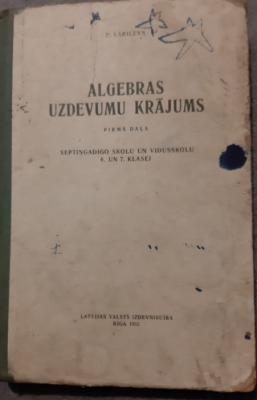 P. LARIČEVS
ALGEBRAS
UZDEVUMU KRĀJUMS
PIRMĀ DAĻA
SEPTIŅGADĪGO SKOLU UN VIDUSSKOLU
6. UN 7. KLASEI
LATVIJAS VALSTS IZDEVNIECĪBA
RĪGĀ